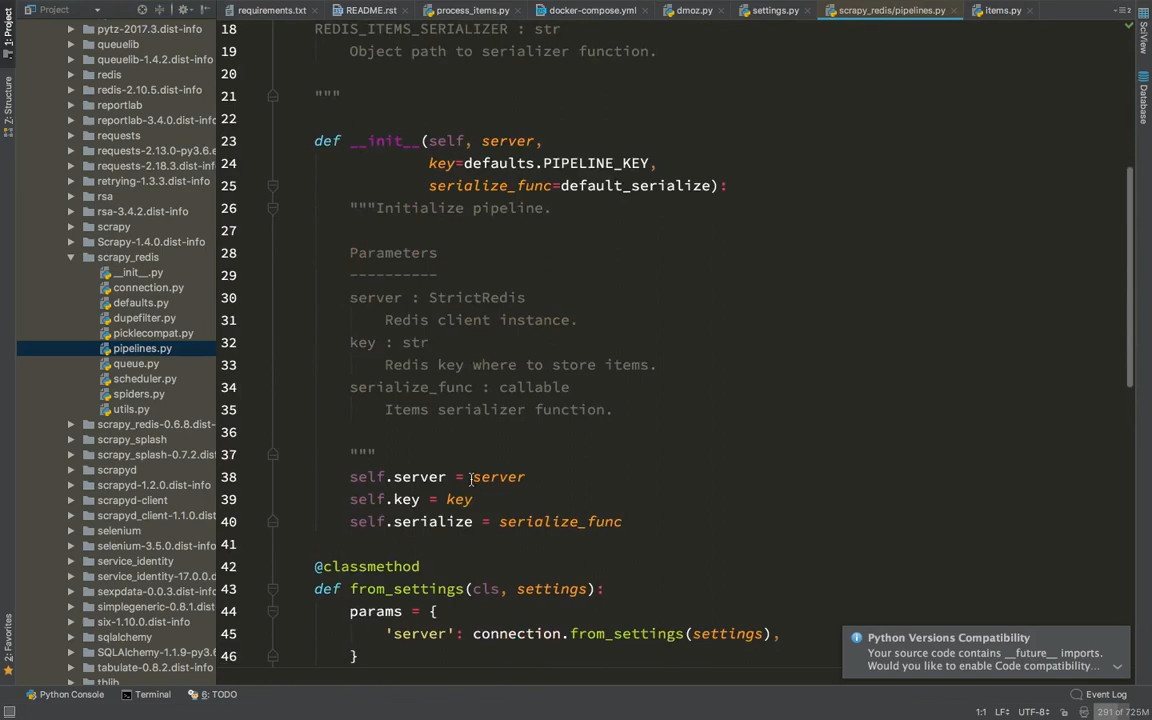 1: Project
Project
requirements.txt
README.rst
process_items.py
docker-compose.yml
dmoz.py
settings.py
scrapy_redis/pipelines.py
items.py
2
pytz-2017.3.dist-info
queuelib
queuelib-1.4.2.dist-info
redis
redis-2.10.5.dist-info
reportlab
reportlab-3.4.0.dist-info
requests
requests-2.13.0-py3.6.e
requests-2.18.3.dist-info
retrying-1.3.3.dist-info
rsa
rsa-3.4.2.dist-info
scrapy
Scrapy-1.4.0.dist-info
scrapy_redis
__init__.py
connection.py
defaults.py
dupefilter.py
picklecompat.py
pipelines.py
queue.py
scheduler.py
spiders.py
utils.py
scrapy_redis-0.6.8.dist-
scrapy_splash
scrapy_splash-0.7.2.dist-
scrapyd
scrapyd-1.2.0.dist-info
scrapyd-client
scrapyd_client-1.1.0.dist-
selenium
selenium-3.5.0.dist-info
service_identity
service_identity-17.0.0.d
sexpdata-0.0.3.dist-info
simplegeneric-0.8.1.dist-
six-1.10.0.dist-info
sqlalchemy
SQLAlchemy-1.1.9-py3.6
tabulate-0.8.2.dist-info
tblib
7: Structure
2: Favorites
18 REDIS_ITEMS_SERIALIZER : str
19 Object path to serializer function.
20
21 """
22
23 def __init__(self, server,
24 key=defaults.PIPELINE_KEY,
25 serialize_func=default_serialize):
26 """Initialize pipeline.
27
28 Parameters
29 ----------
30 server : StrictRedis
31 Redis client instance.
32 key : str
33 Redis key where to store items.
34 serialize_func : callable
35 Items serializer function.
36
37 """
38 self.server = server
39 self.key = key
40 self.serialize = serialize_func
41
42 @classmethod
43 def from_settings(cls, settings):
44 params = {
45 'server': connection.from_settings(settings),
46 }
SciView
Database
Python Versions Compatibility
Your source code contains __future__ imports.
Would you like to enable Code compatibility...
Python Console
Terminal
6: TODO
Event Log
1:1
LF
UTF-8
291 of 725M